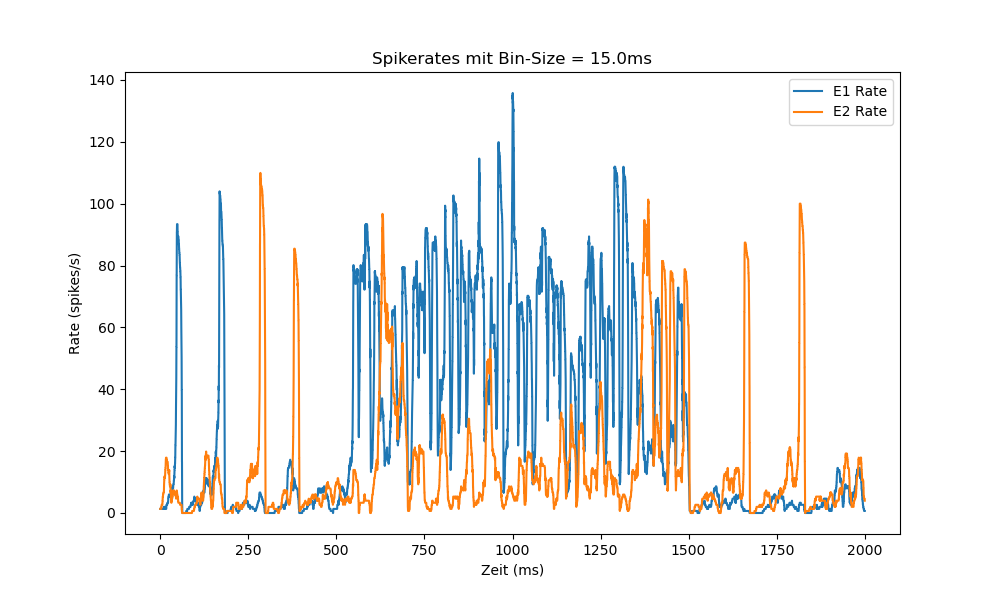 Spikerates mit Bin-Size = 15.0ms
E1 Rate
E2 Rate
Rate (spikes/s)
140
120
100
80
60
40
20
0
0 250 500 750 1000 1250 1500 1750 2000
Zeit (ms)